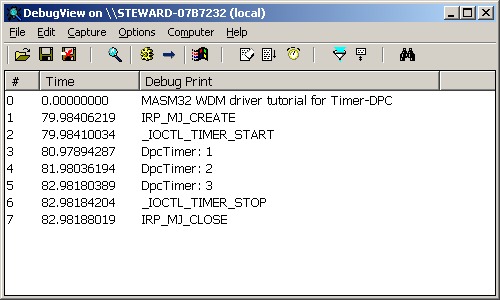 DebugView on \\STEWARD-07B7232 (local)
File Edit Capture Options Computer Help
# Time Debug Print
0 0.00000000 MASM32 WDM driver tutorial for Timer-DPC
1 79.98406219 IRP_MJ_CREATE
2 79.98410034 _IOCTL_TIMER_START
3 80.97894287 DpcTimer: 1
4 81.98036194 DpcTimer: 2
5 82.98180389 DpcTimer: 3
6 82.98184204 _IOCTL_TIMER_STOP
7 82.98188019 IRP_MJ_CLOSE